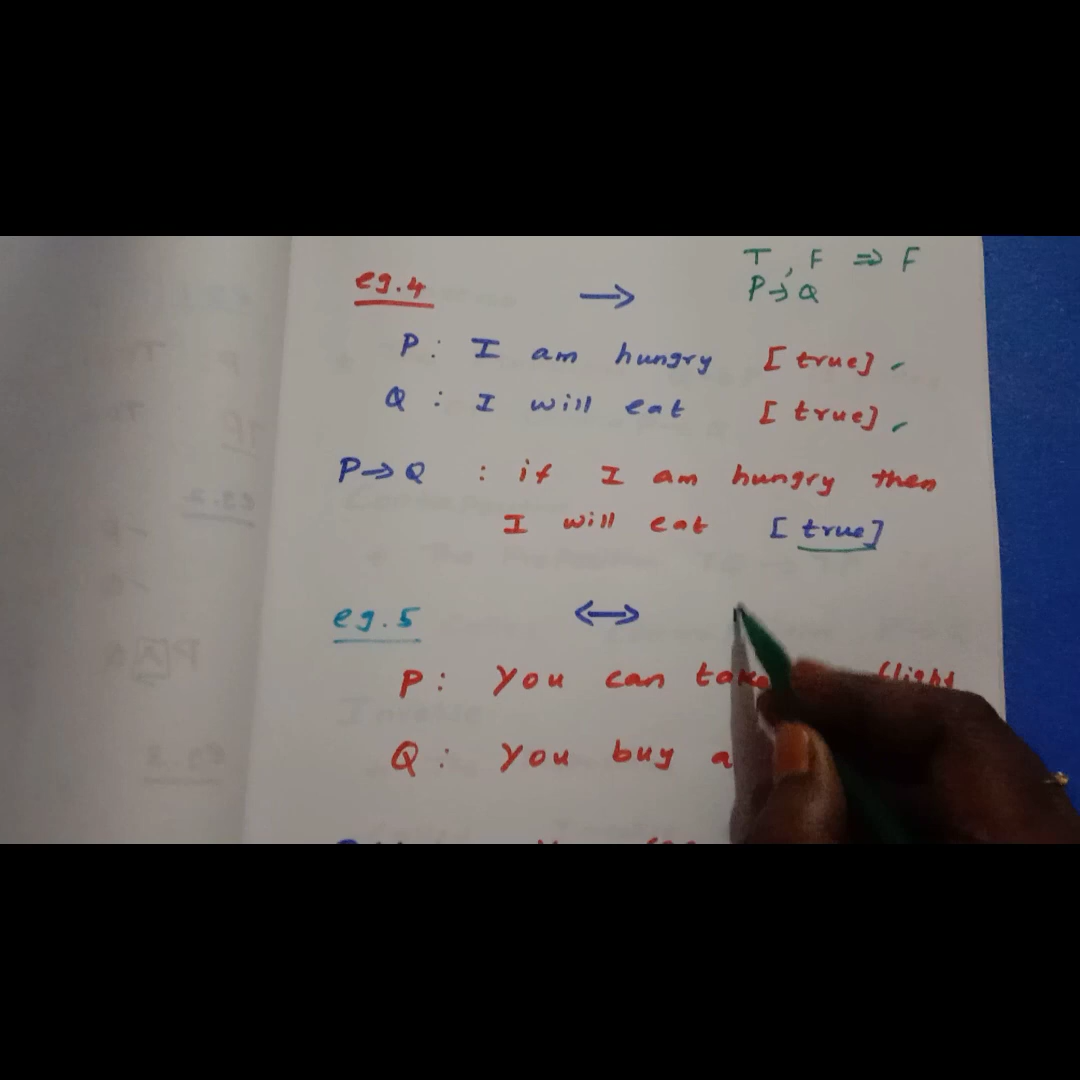 T, F ⇒ F
eg.4 → P→Q
P: I am hungry [true]
Q: I will eat [true]
P→Q : if I am hungry then
I will eat [true]
eg.5 ↔
P: You can take flight
Q: You buy a